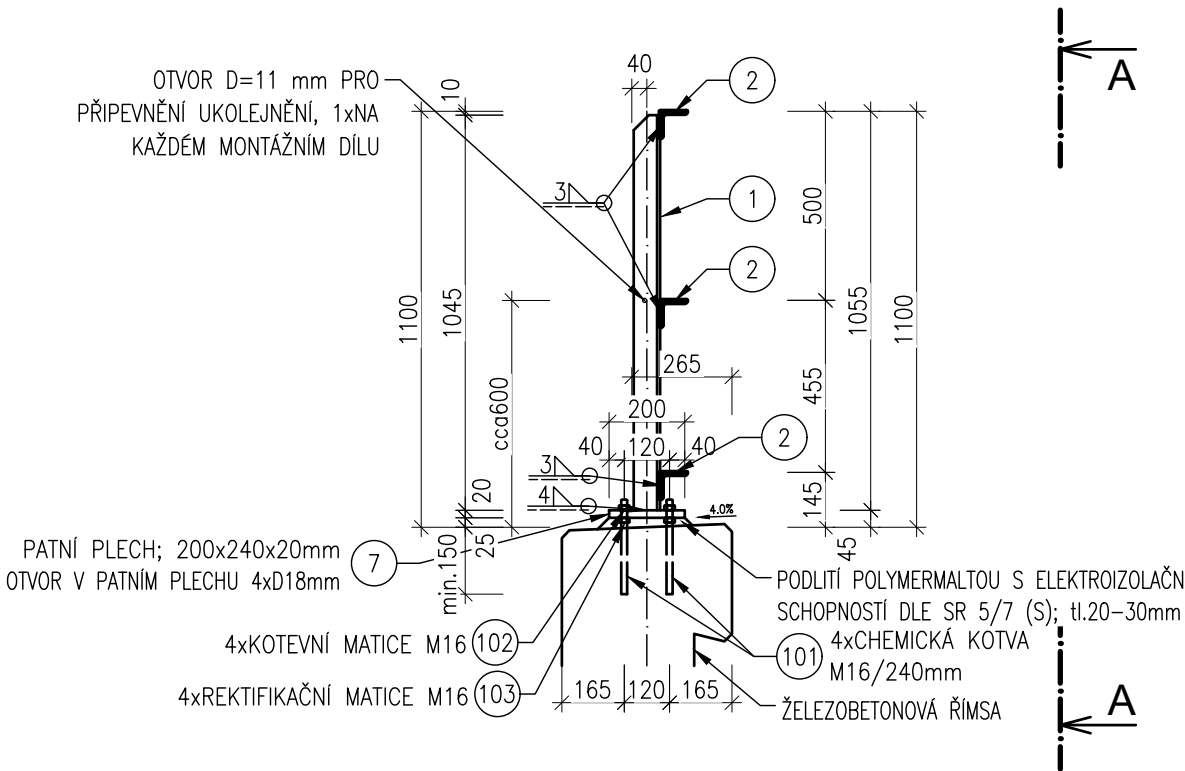 OTVOR D=11 mm PRO
PŘIPEVNĚNÍ UKOLEJNĚNÍ, 1xNA
KAŽDÉM MONTÁŽNÍM DÍLU
40
2
A
10
1100
1045
3
1
500
2
1055
1100
265
cca600
455
200
40 120 40
2
3
4
20
4.0%
145
45
25
min.150
PATNÍ PLECH; 200x240x20mm
OTVOR V PATNÍM PLECHU 4xD18mm
7
PODLITÍ POLYMERMALTOU S ELEKTROIZOLAČN
SCHOPNOSTÍ DLE SR 5/7 (S); tl.20-30mm
4xKOTEVNÍ MATICE M16 102
101 4xCHEMICKÁ KOTVA
M16/240mm
4xREKTIFIKAČNÍ MATICE M16 103
165 120 165
ŽELEZOBETONOVÁ ŘÍMSA
A